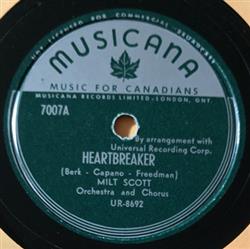 NOT LICENSED FOR COMMERCIAL BROADCAST
MUSICANA
MUSIC FOR CANADIANS
MUSICANA RECORDS LIMITED-LONDON, ONT.
7007A
By arrangement with
Universal Recording Corp.
HEARTBREAKER
(Berk - Capano - Freedman)
MILT SCOTT
Orchestra and Chorus
UR-8692